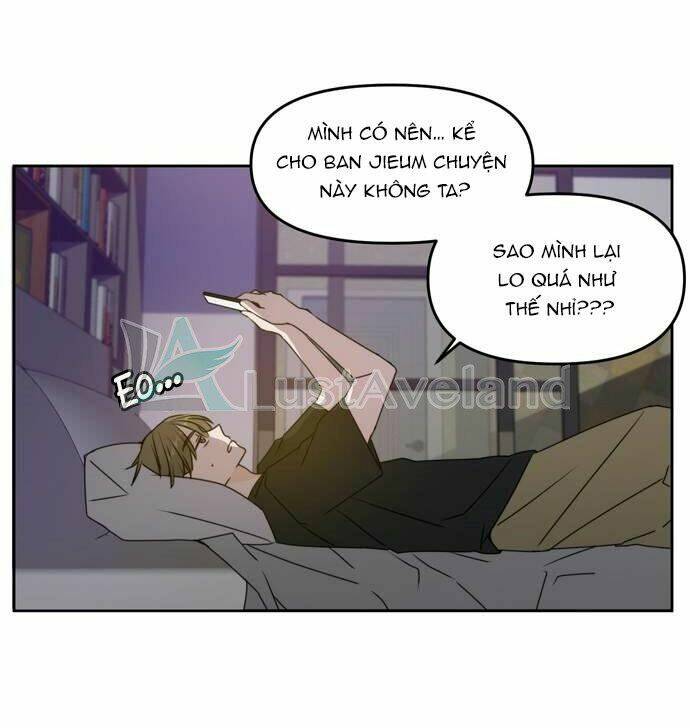 MÌNH CÓ NÊN... KỂ
CHO BAN JIEUM CHUYỆN
NÀY KHÔNG TA?
SAO MÌNH LẠI
LO QUÁ NHƯ
THẾ NHỈ???
EO...
LustAveland